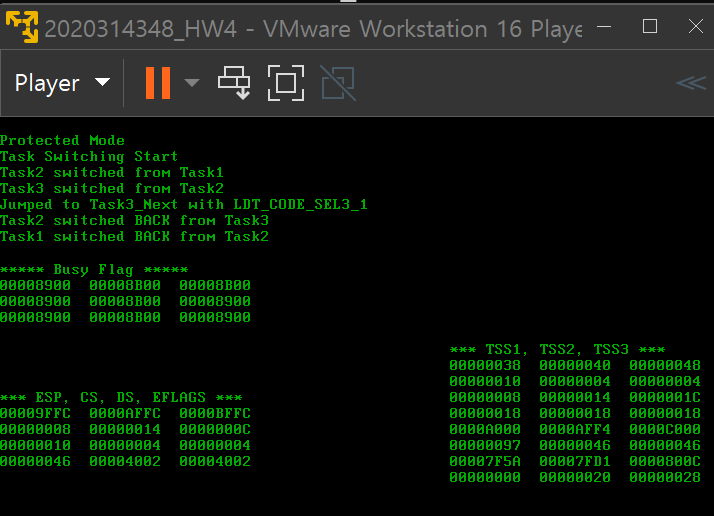 2020314348_HW4 - VMware Workstation 16 Playe
Player
Protected Mode
Task Switching Start
Task2 switched from Task1
Task3 switched from Task2
Jumped to Task3_Next with LDT_CODE_SEL3_1
Task2 switched BACK from Task3
Task1 switched BACK from Task2
***** Busy Flag *****
00008900 00008B00 00008B00
00008900 00008B00 00008900
00008900 00008B00 00008900
*** TSS1, TSS2, TSS3 ***
00000038 00000040 00000048
00000010 00000004 00000004
00000008 00000014 0000001C
00000018 00000018 00000018
0000A000 0000AFF4 0000C000
00000097 00000046 00000046
00007F5A 00007FD1 0000800C
00000000 00000020 00000028
*** ESP, CS, DS, EFLAGS ***
00009FFC 0000AFFC 0000BFFC
00000008 00000014 0000000C
00000010 00000004 00000004
00000046 00004002 00004002